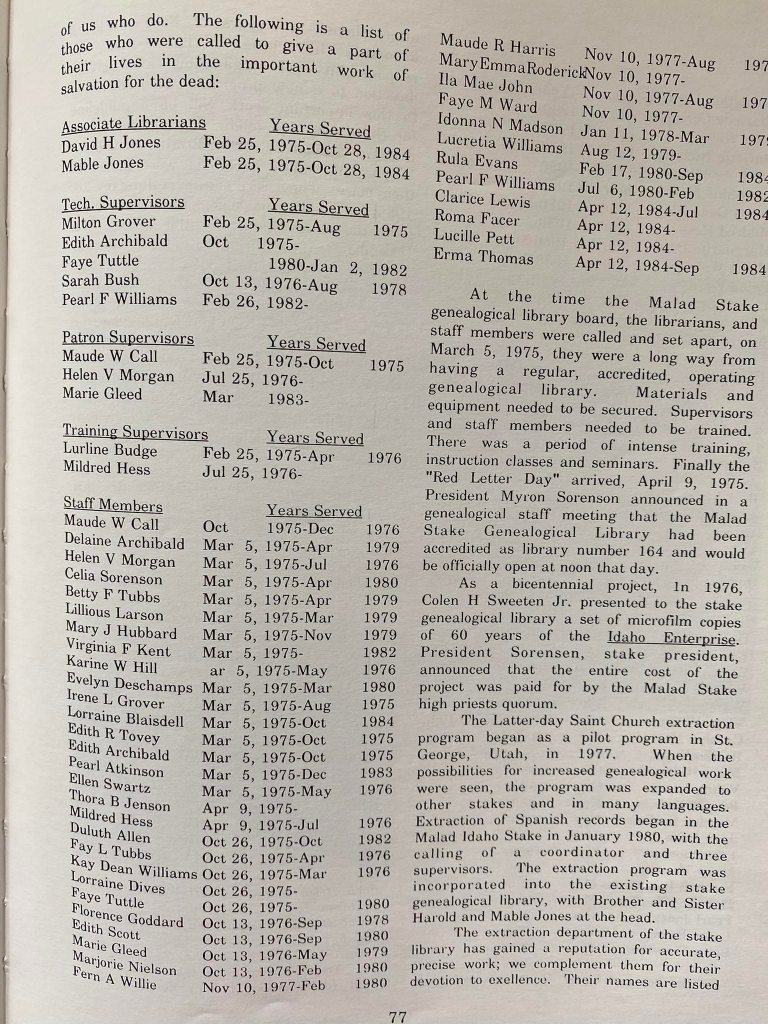 of us who do. The following is a list of
those who were called to give a part of
their lives in the important work of
salvation for the dead:
Associate Librarians Years Served
David H Jones Feb 25, 1975-Oct 28, 1984
Mable Jones Feb 25, 1975-Oct 28, 1984
Tech. Supervisors Years Served
Milton Grover Feb 25, 1975-Aug 1975
Edith Archibald Oct 1975-
Faye Tuttle 1980-Jan 2, 1982
Sarah Bush Oct 13, 1976-Aug 1978
Pearl F Williams Feb 26, 1982-
Patron Supervisors Years Served
Maude W Call Feb 25, 1975-Oct 1975
Helen V Morgan Jul 25, 1976-
Marie Gleed Mar 1983-
Training Supervisors Years Served
Lurline Budge Feb 25, 1975-Apr 1976
Mildred Hess Jul 25, 1976-
Staff Members Years Served
Maude W Call Oct 1975-Dec 1976
Delaine Archibald Mar 5, 1975-Apr 1979
Helen V Morgan Mar 5, 1975-Jul 1976
Celia Sorenson Mar 5, 1975-Apr 1980
Betty F Tubbs Mar 5, 1975-Apr 1979
Lillious Larson Mar 5, 1975-Mar 1979
Mary J Hubbard Mar 5, 1975-Nov 1979
Virginia F Kent Mar 5, 1975- 1982
Karine W Hill ar 5, 1975-May 1976
Evelyn Deschamps Mar 5, 1975-Mar 1980
Irene L Grover Mar 5, 1975-Aug 1975
Lorraine Blaisdell Mar 5, 1975-Oct 1984
Edith R Tovey Mar 5, 1975-Oct 1975
Edith Archibald Mar 5, 1975-Oct 1975
Pearl Atkinson Mar 5, 1975-Dec 1983
Ellen Swartz Mar 5, 1975-May 1976
Thora B Jenson Apr 9, 1975-
Mildred Hess Apr 9, 1975-Jul 1976
Duluth Allen Oct 26, 1975-Oct 1982
Fay L Tubbs Oct 26, 1975-Apr 1976
Kay Dean Williams Oct 26, 1975-Mar 1976
Lorraine Dives Oct 26, 1975-
Faye Tuttle Oct 26, 1975- 1980
Florence Goddard Oct 13, 1976-Sep 1978
Edith Scott Oct 13, 1976-Sep 1980
Marie Gleed Oct 13, 1976-May 1979
Marjorie Nielson Oct 13, 1976-Feb 1980
Fern A Willie Nov 10, 1977-Feb 1980
Maude R Harris Nov 10, 1977-Aug 197
MaryEmmaRoderick Nov 10, 1977-
Ila Mae John Nov 10, 1977-Aug 197
Faye M Ward Nov 10, 1977-
Idonna N Madson Jan 11, 1978-Mar 1979
Lucretia Williams Aug 12, 1979-
Rula Evans Feb 17, 1980-Sep 1984
Pearl F Williams Jul 6, 1980-Feb 1982
Clarice Lewis Apr 12, 1984-Jul 1984
Roma Facer Apr 12, 1984-
Lucille Pett Apr 12, 1984-
Erma Thomas Apr 12, 1984-Sep 1984
At the time the Malad Stake
genealogical library board, the librarians, and
staff members were called and set apart, on
March 5, 1975, they were a long way from
having a regular, accredited, operating
genealogical library. Materials and
equipment needed to be secured. Supervisors
and staff members needed to be trained.
There was a period of intense training,
instruction classes and seminars. Finally the
"Red Letter Day" arrived, April 9, 1975.
President Myron Sorenson announced in a
genealogical staff meeting that the Malad
Stake Genealogical Library had been
accredited as library number 164 and would
be officially open at noon that day.
As a bicentennial project, In 1976,
Colen H Sweeten Jr. presented to the stake
genealogical library a set of microfilm copies
of 60 years of the Idaho Enterprise.
President Sorensen, stake president,
announced that the entire cost of the
project was paid for by the Malad Stake
high priests quorum.
The Latter-day Saint Church extraction
program began as a pilot program in St.
George, Utah, in 1977. When the
possibilities for increased genealogical work
were seen, the program was expanded to
other stakes and in many languages.
Extraction of Spanish records began in the
Malad Idaho Stake in January 1980, with the
calling of a coordinator and three
supervisors. The extraction program was
incorporated into the existing stake
genealogical library, with Brother and Sister
Harold and Mable Jones at the head.
The extraction department of the stake
library has gained a reputation for accurate,
precise work; we complement them for their
devotion to exellence. Their names are listed
77